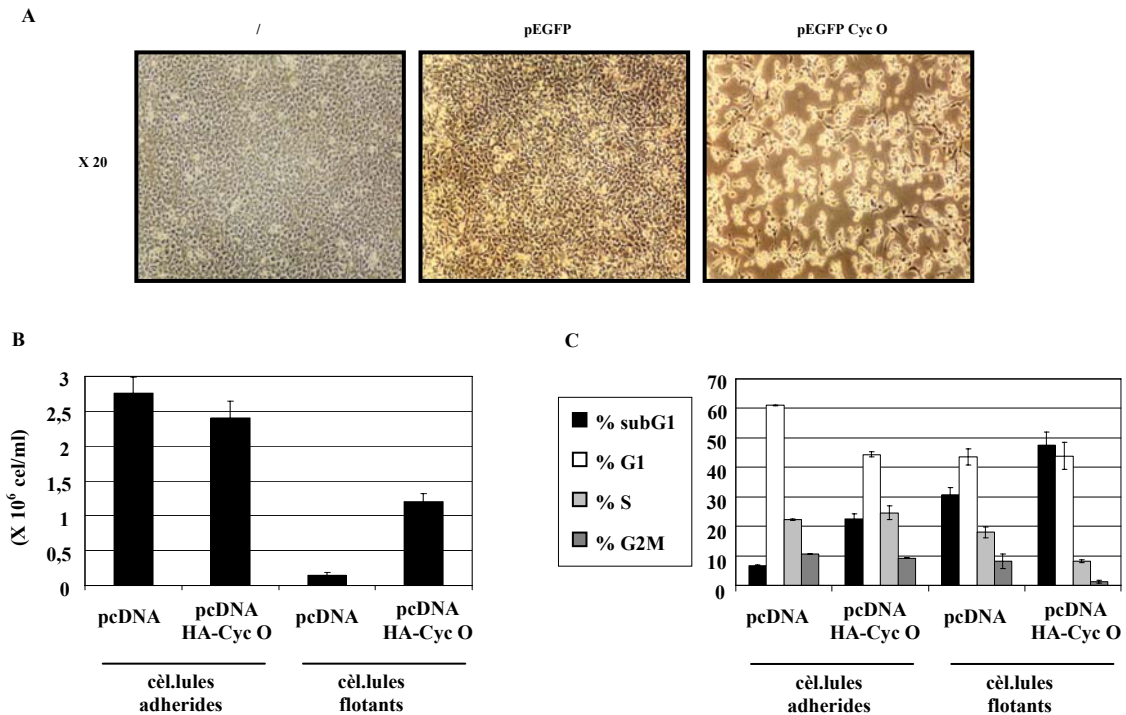 A
/
pEGFP
pEGFP Cyc O
X 20
B
(X 10⁶ cel/ml)
3
2,5
2
1,5
1
0,5
0
pcDNA
pcDNA
HA-Cyc O
pcDNA
pcDNA
HA-Cyc O
cèl.lules
adherides
cèl.lules
flotants
C
% subG1
% G1
% S
% G2M
70
60
50
40
30
20
10
0
pcDNA
pcDNA
HA-Cyc O
pcDNA
pcDNA
HA-Cyc O
cèl.lules
adherides
cèl.lules
flotants